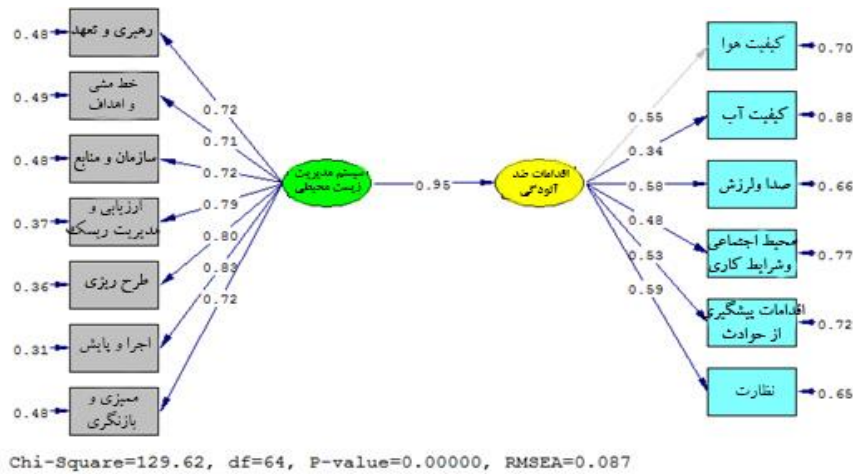 0.48
رهبری و تعهد
0.72
0.49
خط مشی
و اهداف
0.71
0.48
سازمان و منابع
0.72
0.37
ارزیابی و
مدیریت ریسک
0.79
0.36
طرح ریزی
0.80
0.31
اجرا و پایش
0.83
0.48
ممیزی و
بازنگری
0.72
سیستم مدیریت
زیست محیطی
0.95
اقدامات ضد
آلودگی
0.55
کیفیت هوا
0.70
0.34
کیفیت آب
0.88
0.58
صدا ولرزش
0.66
0.48
محیط اجتماعی
وشرایط کاری
0.77
0.53
اقدامات پیشگیری
از حوادث
0.72
0.59
نظارت
0.65
Chi-Square=129.62, df=64, P-value=0.00000, RMSEA=0.087